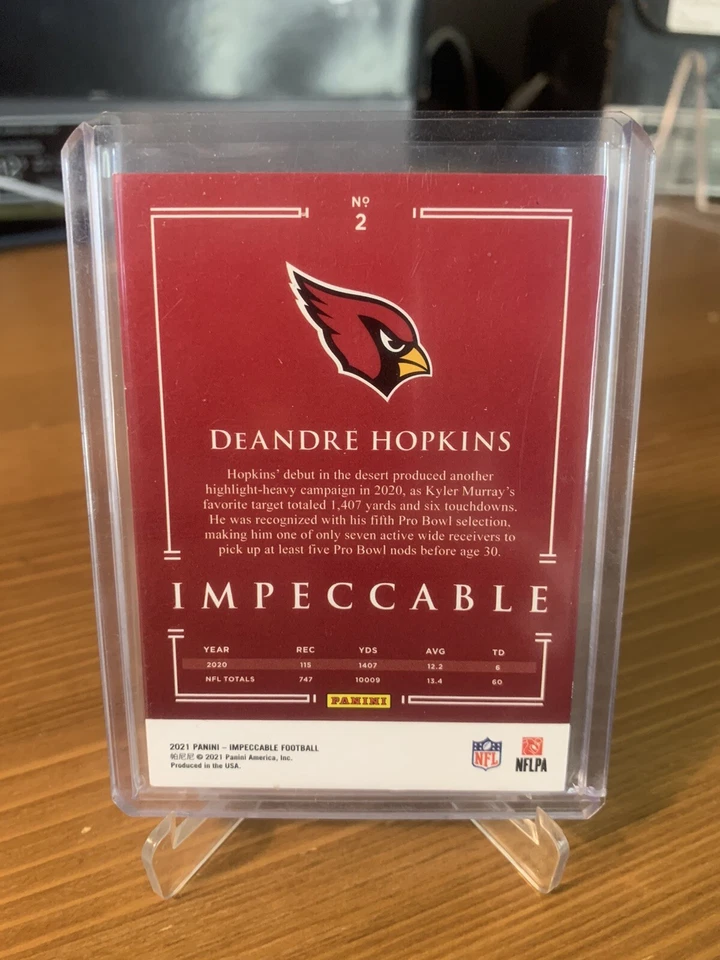 Nº
2
DeANDRE HOPKINS
Hopkins' debut in the desert produced another
highlight-heavy campaign in 2020, as Kyler Murray's
favorite target totaled 1,407 yards and six touchdowns.
He was recognized with his fifth Pro Bowl selection,
making him one of only seven active wide receivers to
pick up at least five Pro Bowl nods before age 30.
IMPECCABLE
YEAR REC YDS AVG TD
2020 115 1407 12.2 6
NFL TOTALS 747 10009 13.4 60
PANINI
2021 PANINI – IMPECCABLE FOOTBALL
帕尼尼 © 2021 Panini America, Inc.
Produced in the USA.
NFL
NFLPA